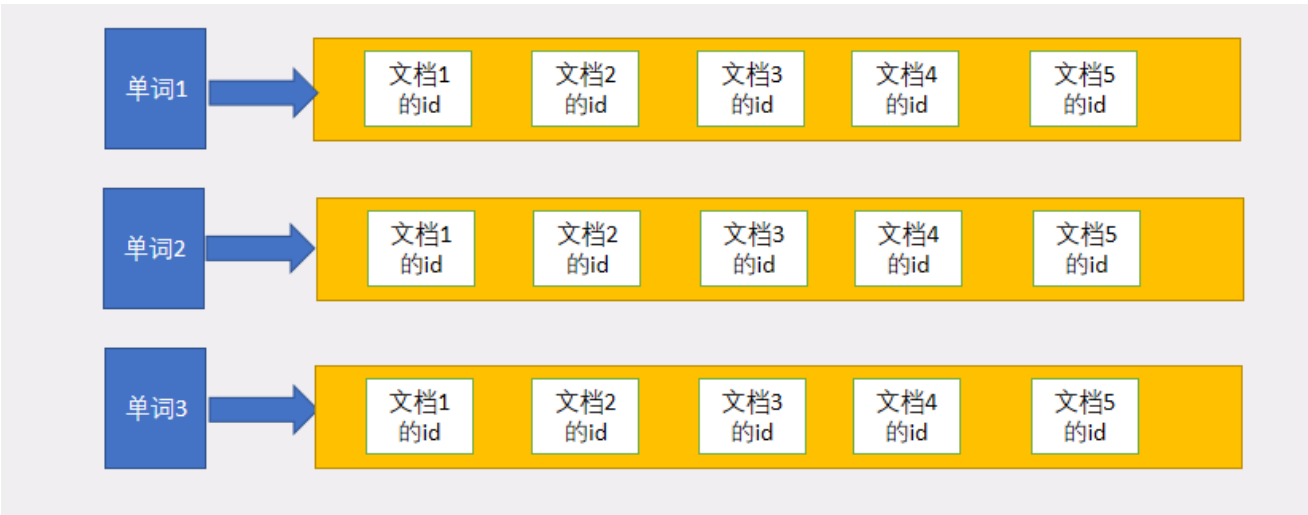 单词1
文档1 文档2 文档3 文档4 文档5
的id 的id 的id 的id 的id
单词2
文档1 文档2 文档3 文档4 文档5
的id 的id 的id 的id 的id
单词3
文档1 文档2 文档3 文档4 文档5
的id 的id 的id 的id 的id